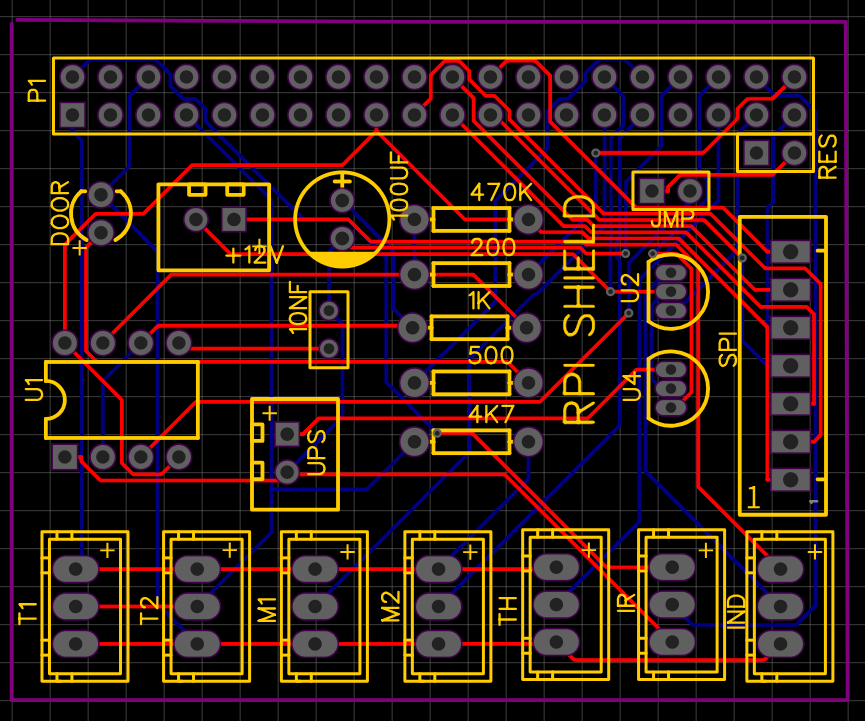 P1
RES
DOOR
+
+12V
+
+
100UF
470K
JMP
200
10NF
1K
RPI SHIELD
U2
SPI
U1
500
U4
+
UPS
4K7
1
1
T1
+
T2
+
M1
+
M2
+
TH
+
IR
+
IND
+